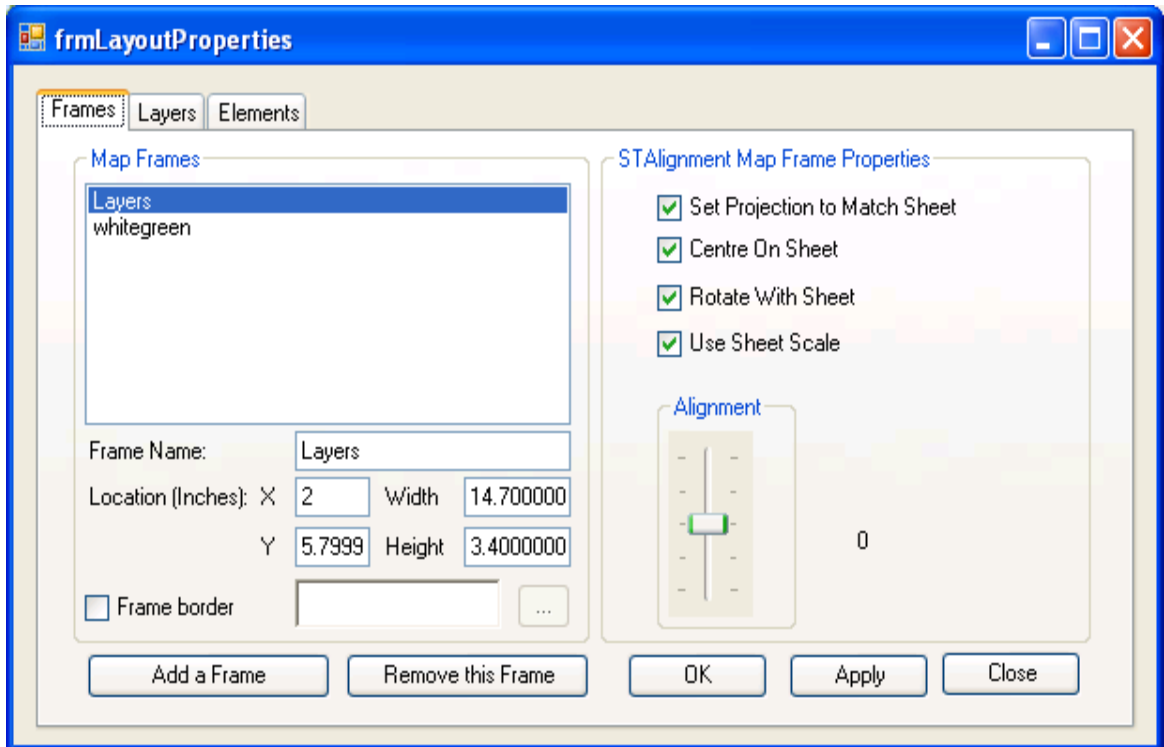 frmLayoutProperties
Frames Layers Elements
Map Frames
Layers
whitegreen
Frame Name: Layers
Location (Inches): X 2 Width 14.700000
Y 5.7999 Height 3.4000000
Frame border ...
Add a Frame Remove this Frame
STAlignment Map Frame Properties
Set Projection to Match Sheet
Centre On Sheet
Rotate With Sheet
Use Sheet Scale
Alignment
0
OK Apply Close